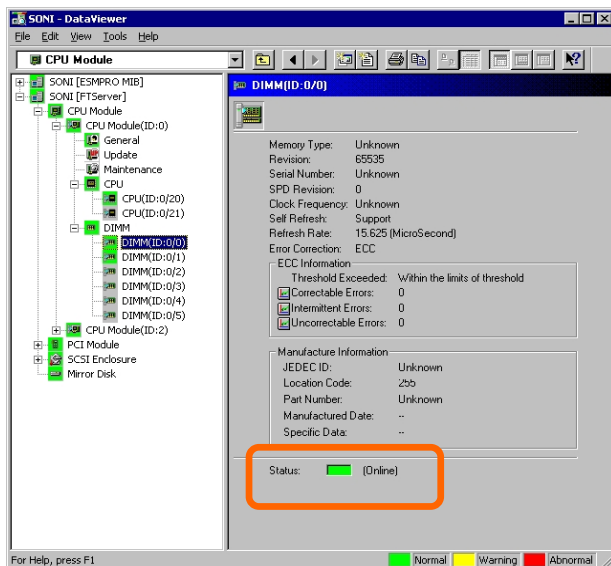 SONI - DataViewer
File Edit View Tools Help
CPU Module
SONI [ESMPRO MIB]
SONI [FTServer]
CPU Module
CPU Module(ID:0)
General
Update
Maintenance
CPU
CPU(ID:0/20)
CPU(ID:0/21)
DIMM
DIMM(ID:0/0)
DIMM(ID:0/1)
DIMM(ID:0/2)
DIMM(ID:0/3)
DIMM(ID:0/4)
DIMM(ID:0/5)
CPU Module(ID:2)
PCI Module
SCSI Enclosure
Mirror Disk
DIMM(ID:0/0)
Memory Type: Unknown
Revision: 65535
Serial Number: Unknown
SPD Revision: 0
Clock Frequency: Unknown
Self Refresh: Support
Refresh Rate: 15.625 (MicroSecond)
Error Correction: ECC
ECC Information
Threshold Exceeded: Within the limits of threshold
Correctable Errors: 0
Intermittent Errors: 0
Uncorrectable Errors: 0
Manufacture Information
JEDEC ID: Unknown
Location Code: 255
Part Number: Unknown
Manufactured Date: --
Specific Data: --
Status: (Online)
For Help, press F1
Normal Warning Abnormal